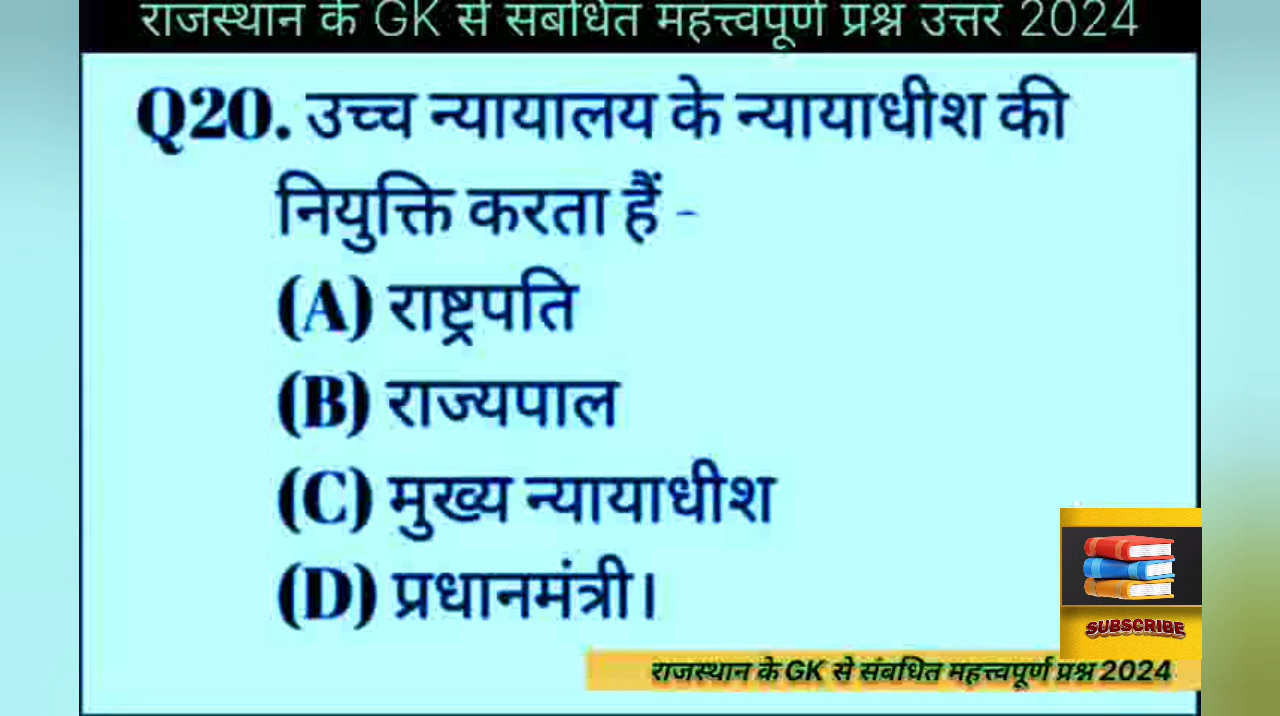 राजस्थान के GK से संबंधित महत्त्वपूर्ण प्रश्न उत्तर 2024
Q20. उच्च न्यायालय के न्यायाधीश की
नियुक्ति करता हैं -
(A) राष्ट्रपति
(B) राज्यपाल
(C) मुख्य न्यायाधीश
(D) प्रधानमंत्री।
SUBSCRIBE
राजस्थान के GK से संबधित महत्त्वपूर्ण प्रश्न 2024